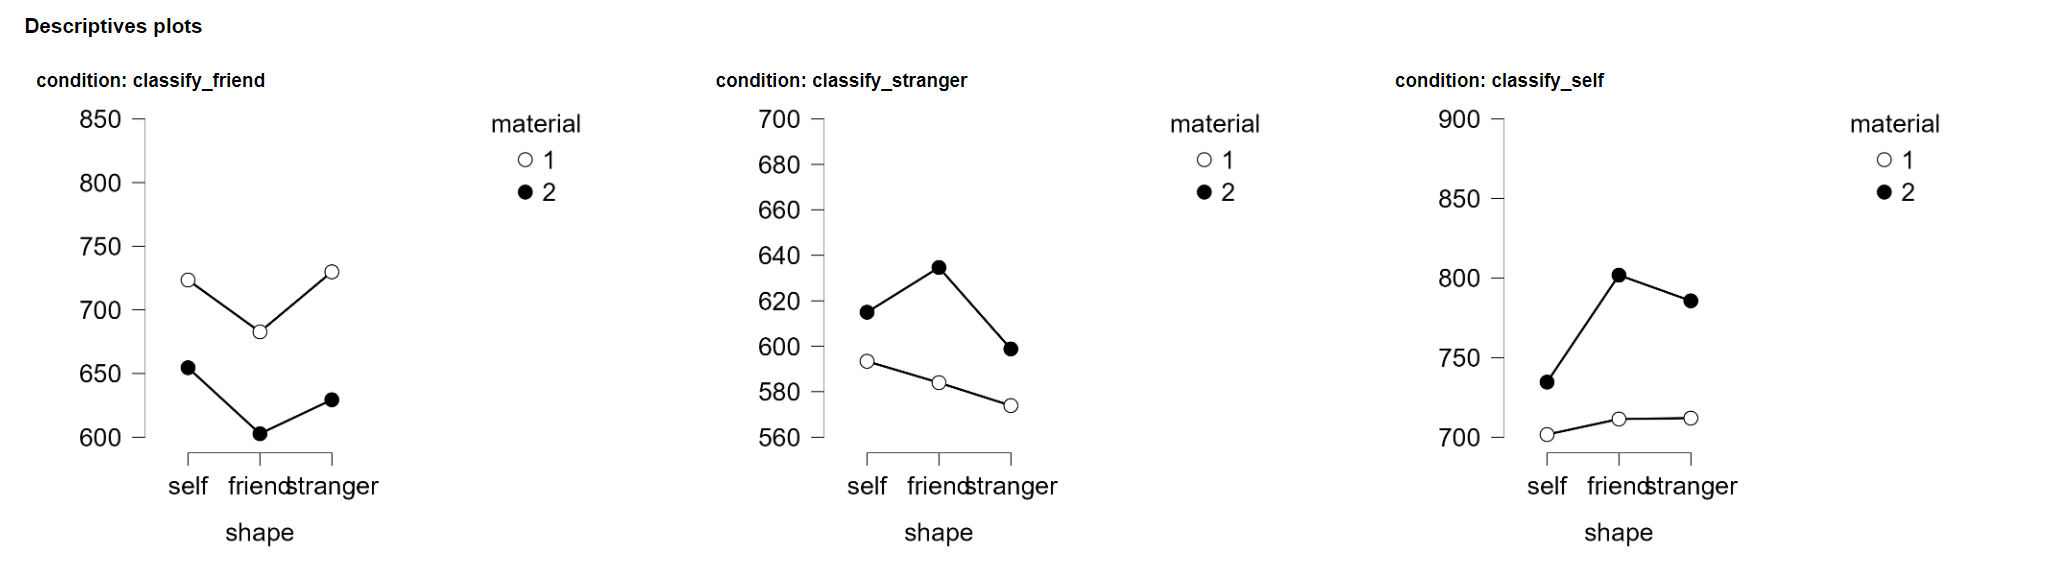 Descriptives plots
condition: classify_friend
850
800
750
700
650
600
self friend stranger
shape
material
1
2
condition: classify_stranger
700
680
660
640
620
600
580
560
self friend stranger
shape
material
1
2
condition: classify_self
900
850
800
750
700
self friend stranger
shape
material
1
2